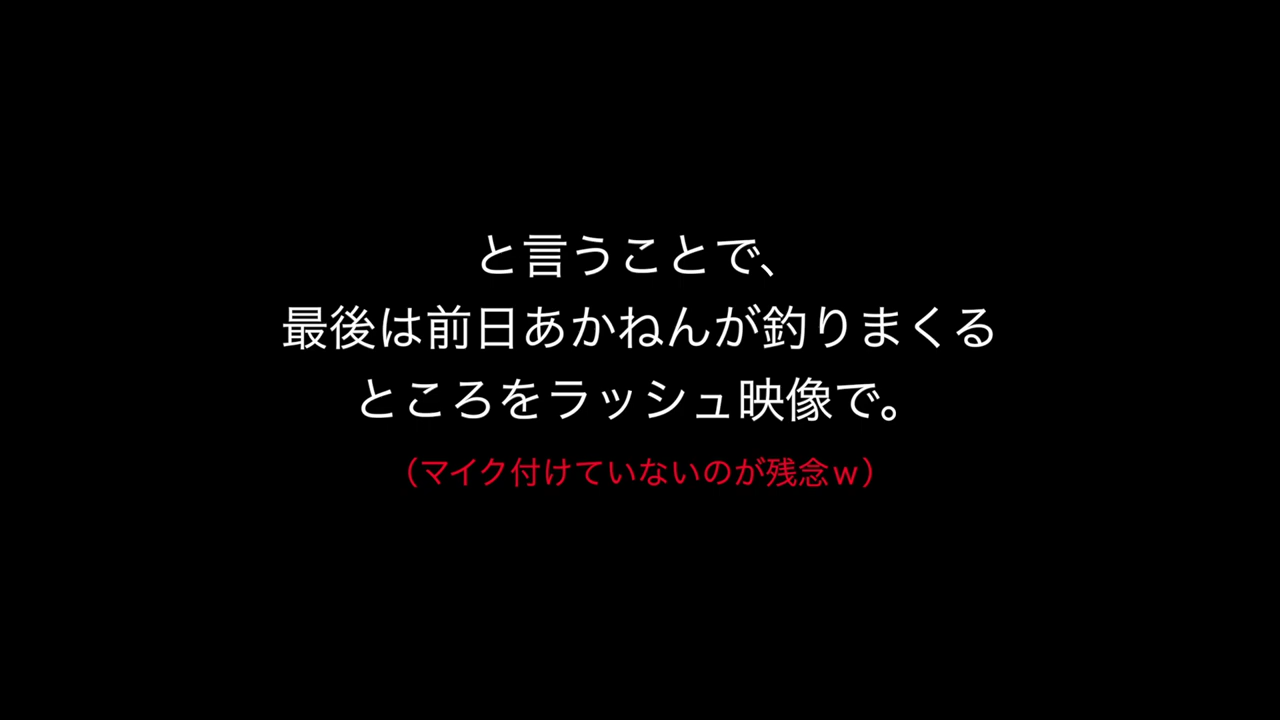 と言うことで、
最後は前日あかねんが釣りまくる
ところをラッシュ映像で。
（マイク付けていないのが残念ｗ）